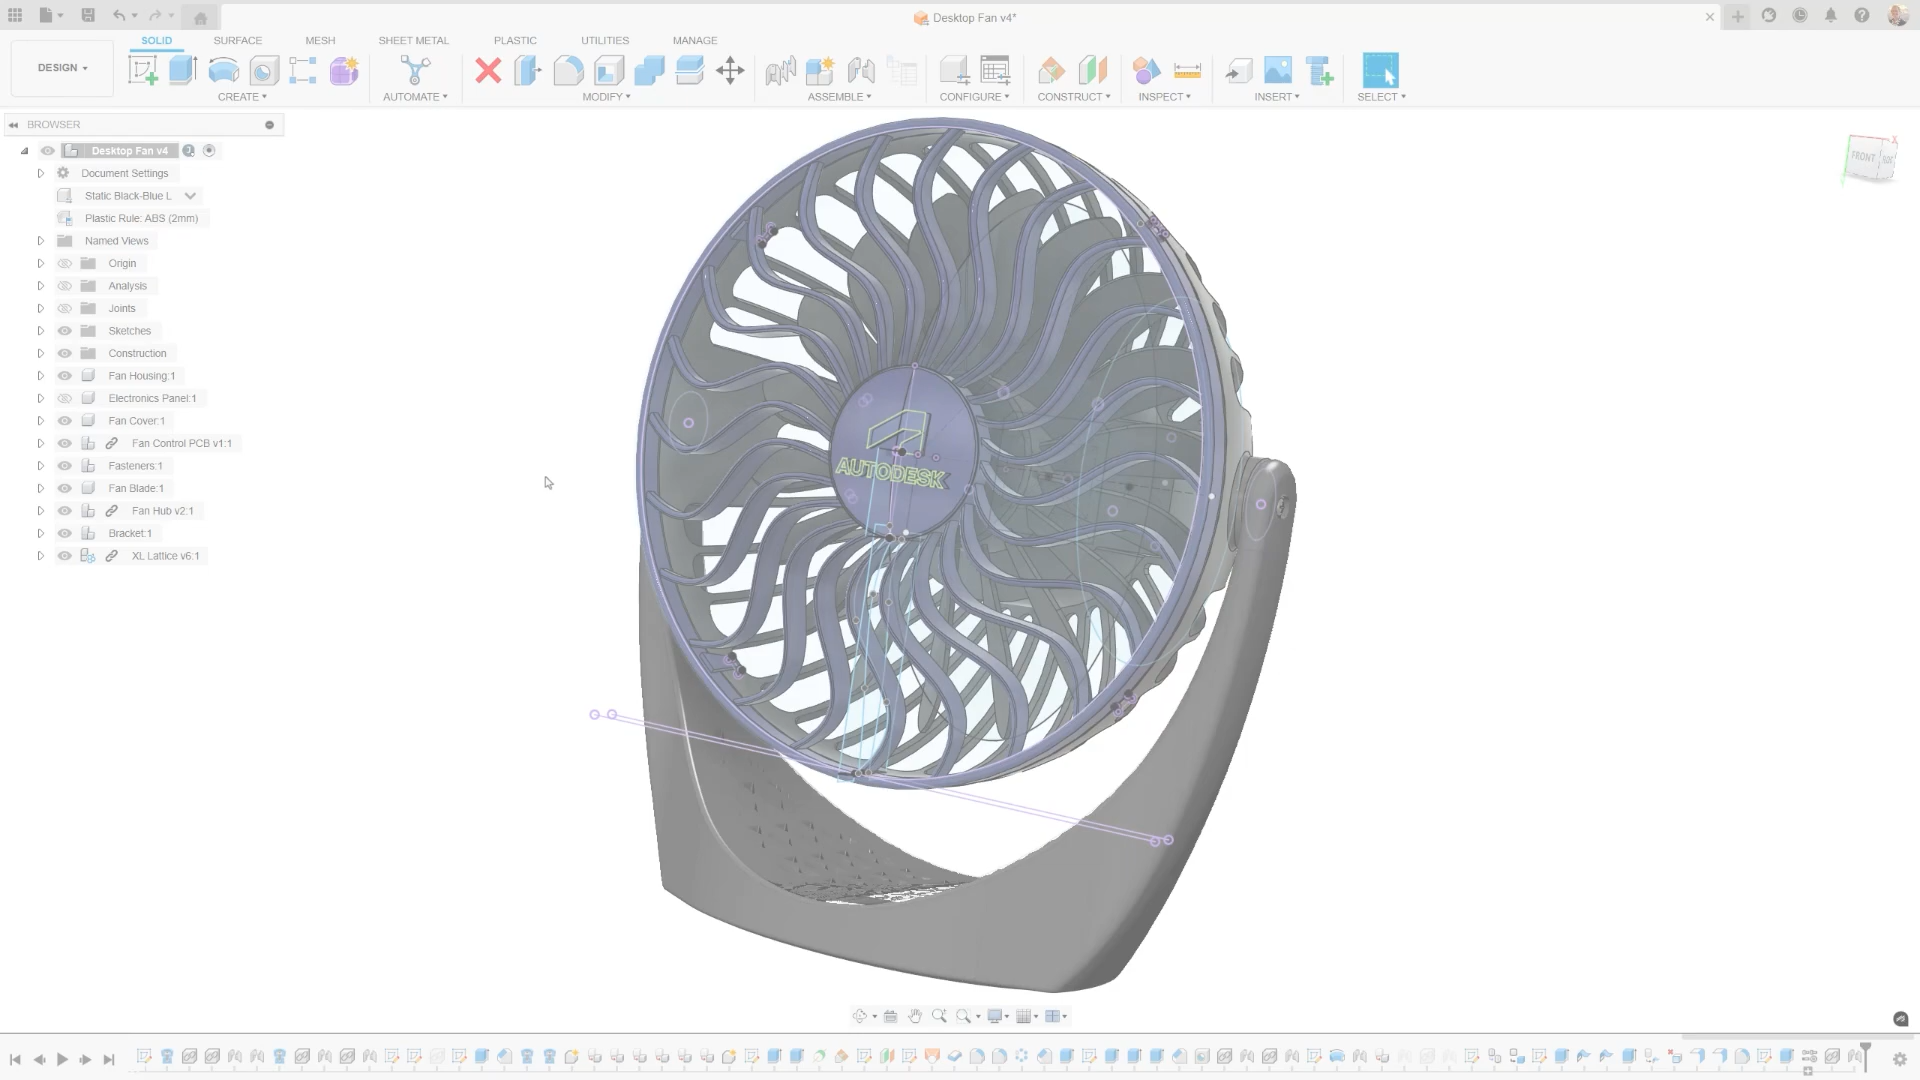 Desktop Fan v4*
SOLID
SURFACE
MESH
SHEET METAL
PLASTIC
UTILITIES
MANAGE
DESIGN
CREATE
AUTOMATE
MODIFY
ASSEMBLE
CONFIGURE
CONSTRUCT
INSPECT
INSERT
SELECT
BROWSER
Desktop Fan v4
Document Settings
Static Black-Blue L
Plastic Rule: ABS (2mm)
Named Views
Origin
Analysis
Joints
Sketches
Construction
Fan Housing:1
Electronics Panel:1
Fan Cover:1
Fan Control PCB v1:1
Fasteners:1
Fan Blade:1
Fan Hub v2:1
Bracket:1
XL Lattice v6:1
AUTODESK
FRONT
X